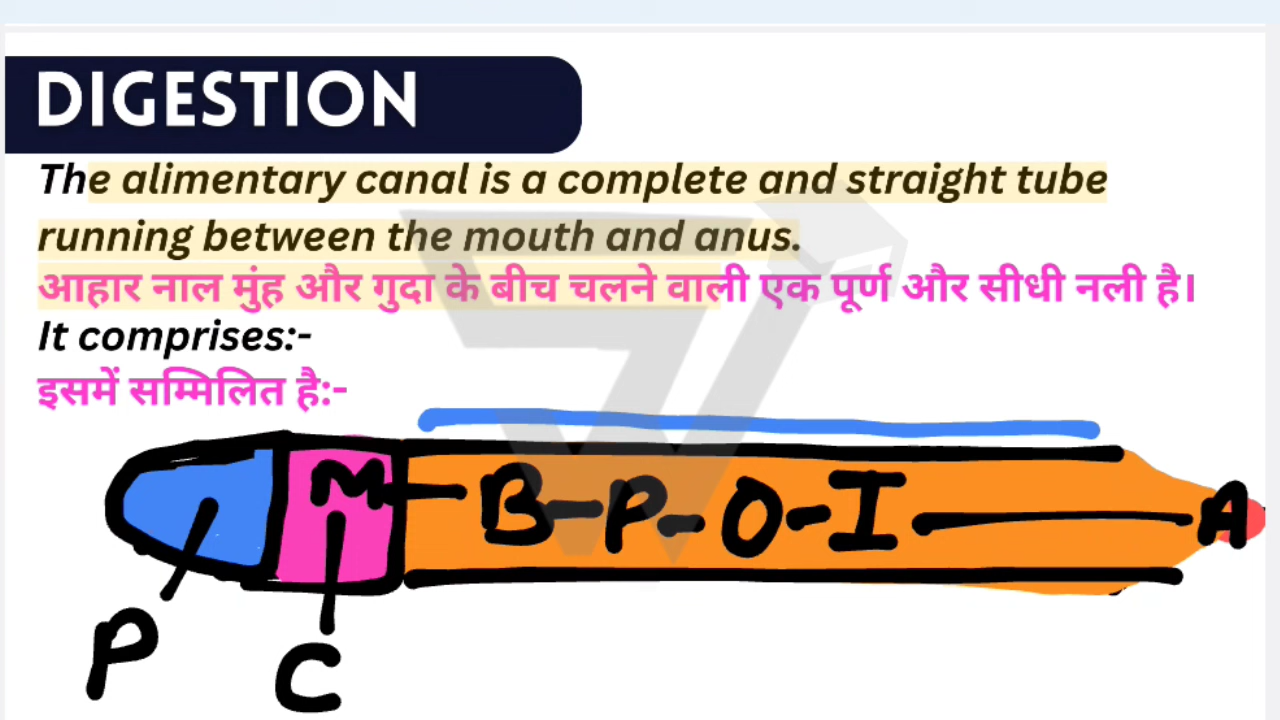 DIGESTION
The alimentary canal is a complete and straight tube
running between the mouth and anus.
आहार नाल मुंह और गुदा के बीच चलने वाली एक पूर्ण और सीधी नली है।
It comprises:-
इसमें सम्मिलित है:-
M-B-P-O-I-A
P
C